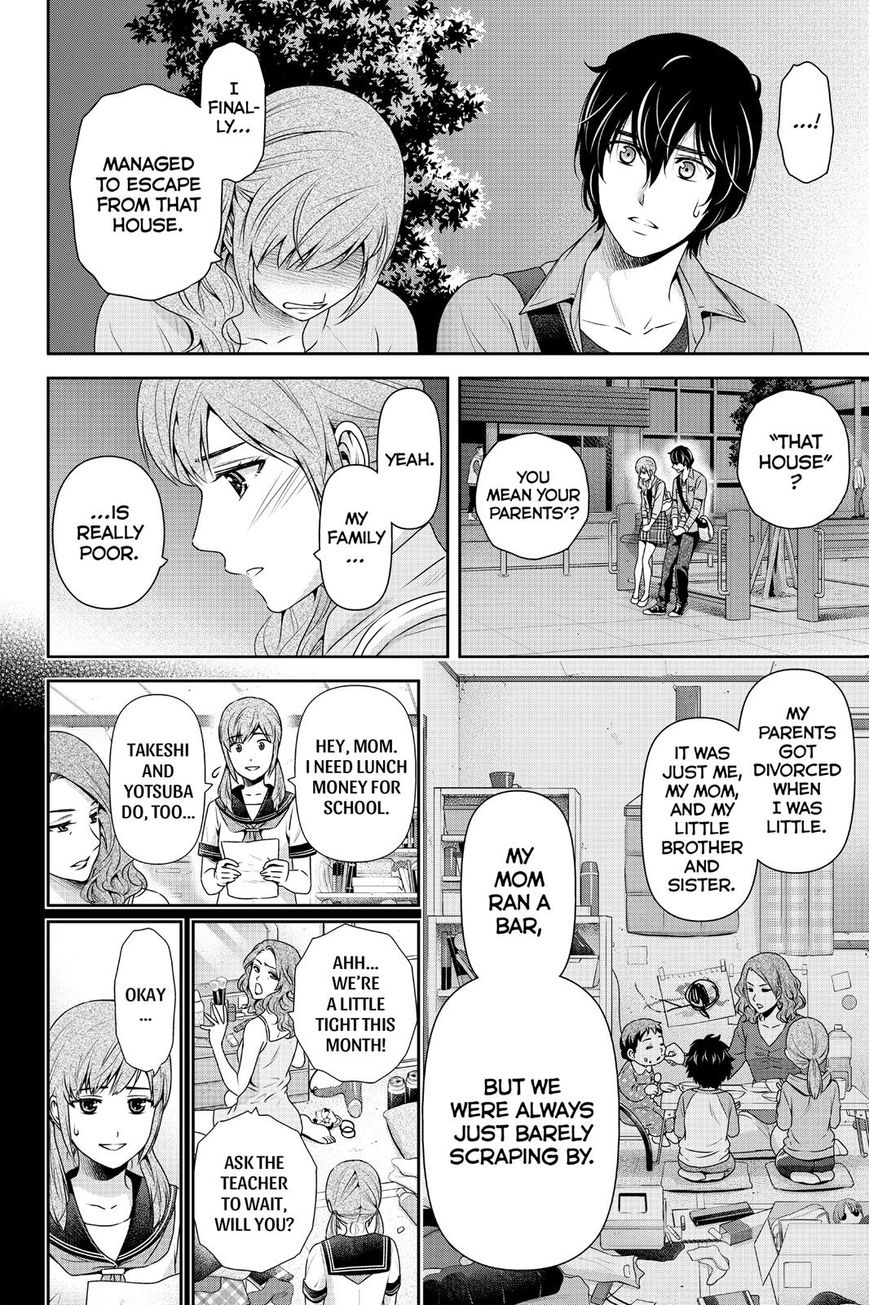 ...!
I
FINAL-
LY...
MANAGED
TO ESCAPE
FROM THAT
HOUSE.
"THAT
HOUSE"
?
YOU
MEAN YOUR
PARENTS'?
YEAH.
MY
FAMILY
...
...IS
REALLY
POOR.
MY
PARENTS
GOT
DIVORCED
WHEN
I WAS
LITTLE.
IT WAS
JUST ME,
MY MOM,
AND MY
LITTLE
BROTHER
AND
SISTER.
MY
MOM
RAN A
BAR,
BUT WE
WERE ALWAYS
JUST BARELY
SCRAPING BY.
HEY, MOM.
I NEED LUNCH
MONEY FOR
SCHOOL.
TAKESHI
AND
YOTSUBA
DO, TOO...
AHH...
WE'RE
A LITTLE
TIGHT THIS
MONTH!
ASK THE
TEACHER
TO WAIT,
WILL YOU?
OKAY
...